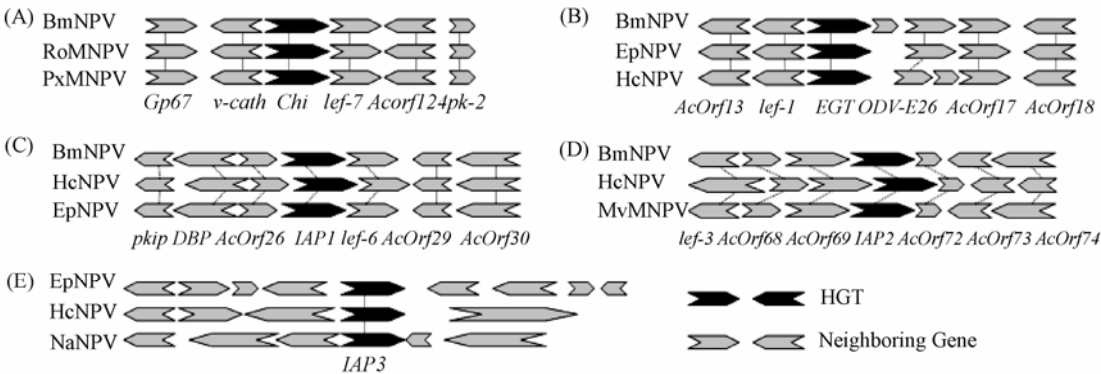 (A)
BmNPV
RoMNPV
PxMNPV
Gp67 v-cath Chi lef-7 Acorf124pk-2
(B)
BmNPV
EpNPV
HcNPV
AcOrf13 lef-1 EGT ODV-E26 AcOrf17 AcOrf18
(C)
BmNPV
HcNPV
EpNPV
pkip DBP AcOrf26 IAP1 lef-6 AcOrf29 AcOrf30
(D)
BmNPV
HcNPV
MvMNPV
lef-3 AcOrf68 AcOrf69 IAP2 AcOrf72 AcOrf73 AcOrf74
(E)
EpNPV
HcNPV
NaNPV
IAP3
HGT
Neighboring Gene